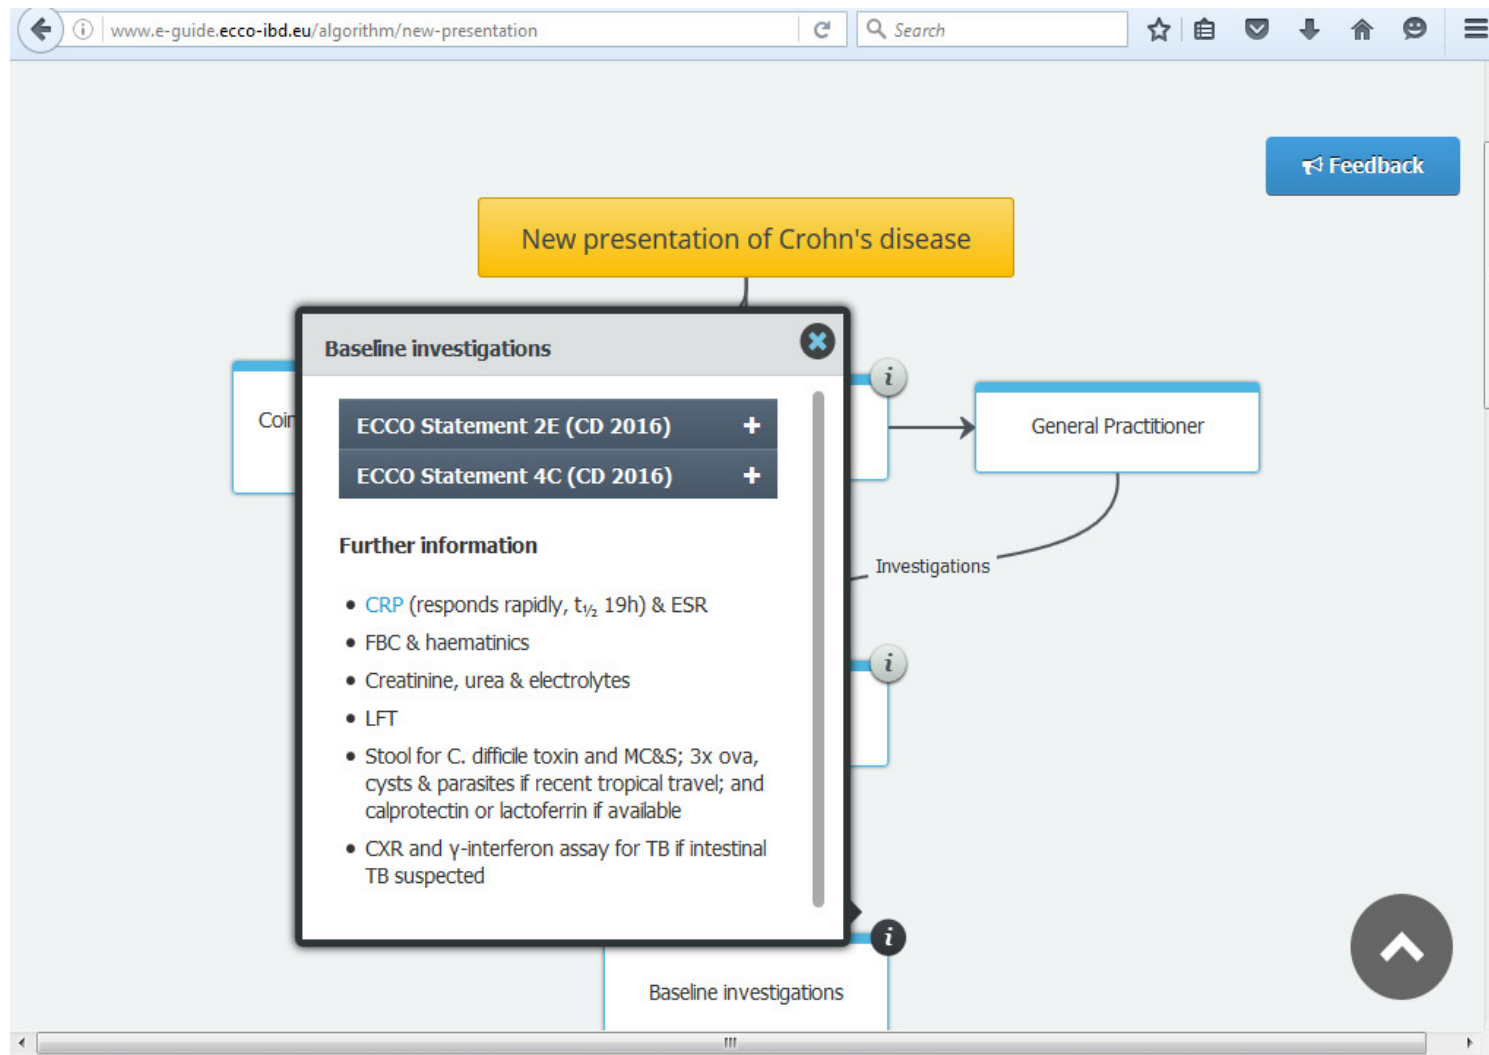 www.e-guide.ecco-ibd.eu/algorithm/new-presentation
Search
Feedback
New presentation of Crohn's disease
Baseline investigations
ECCO Statement 2E (CD 2016) +
ECCO Statement 4C (CD 2016) +
Further information
• CRP (responds rapidly, t½ 19h) & ESR
• FBC & haematinics
• Creatinine, urea & electrolytes
• LFT
• Stool for C. difficile toxin and MC&S; 3x ova,
cysts & parasites if recent tropical travel; and
calprotectin or lactoferrin if available
• CXR and γ-interferon assay for TB if intestinal
TB suspected
i
General Practitioner
Investigations
i
i
Baseline investigations